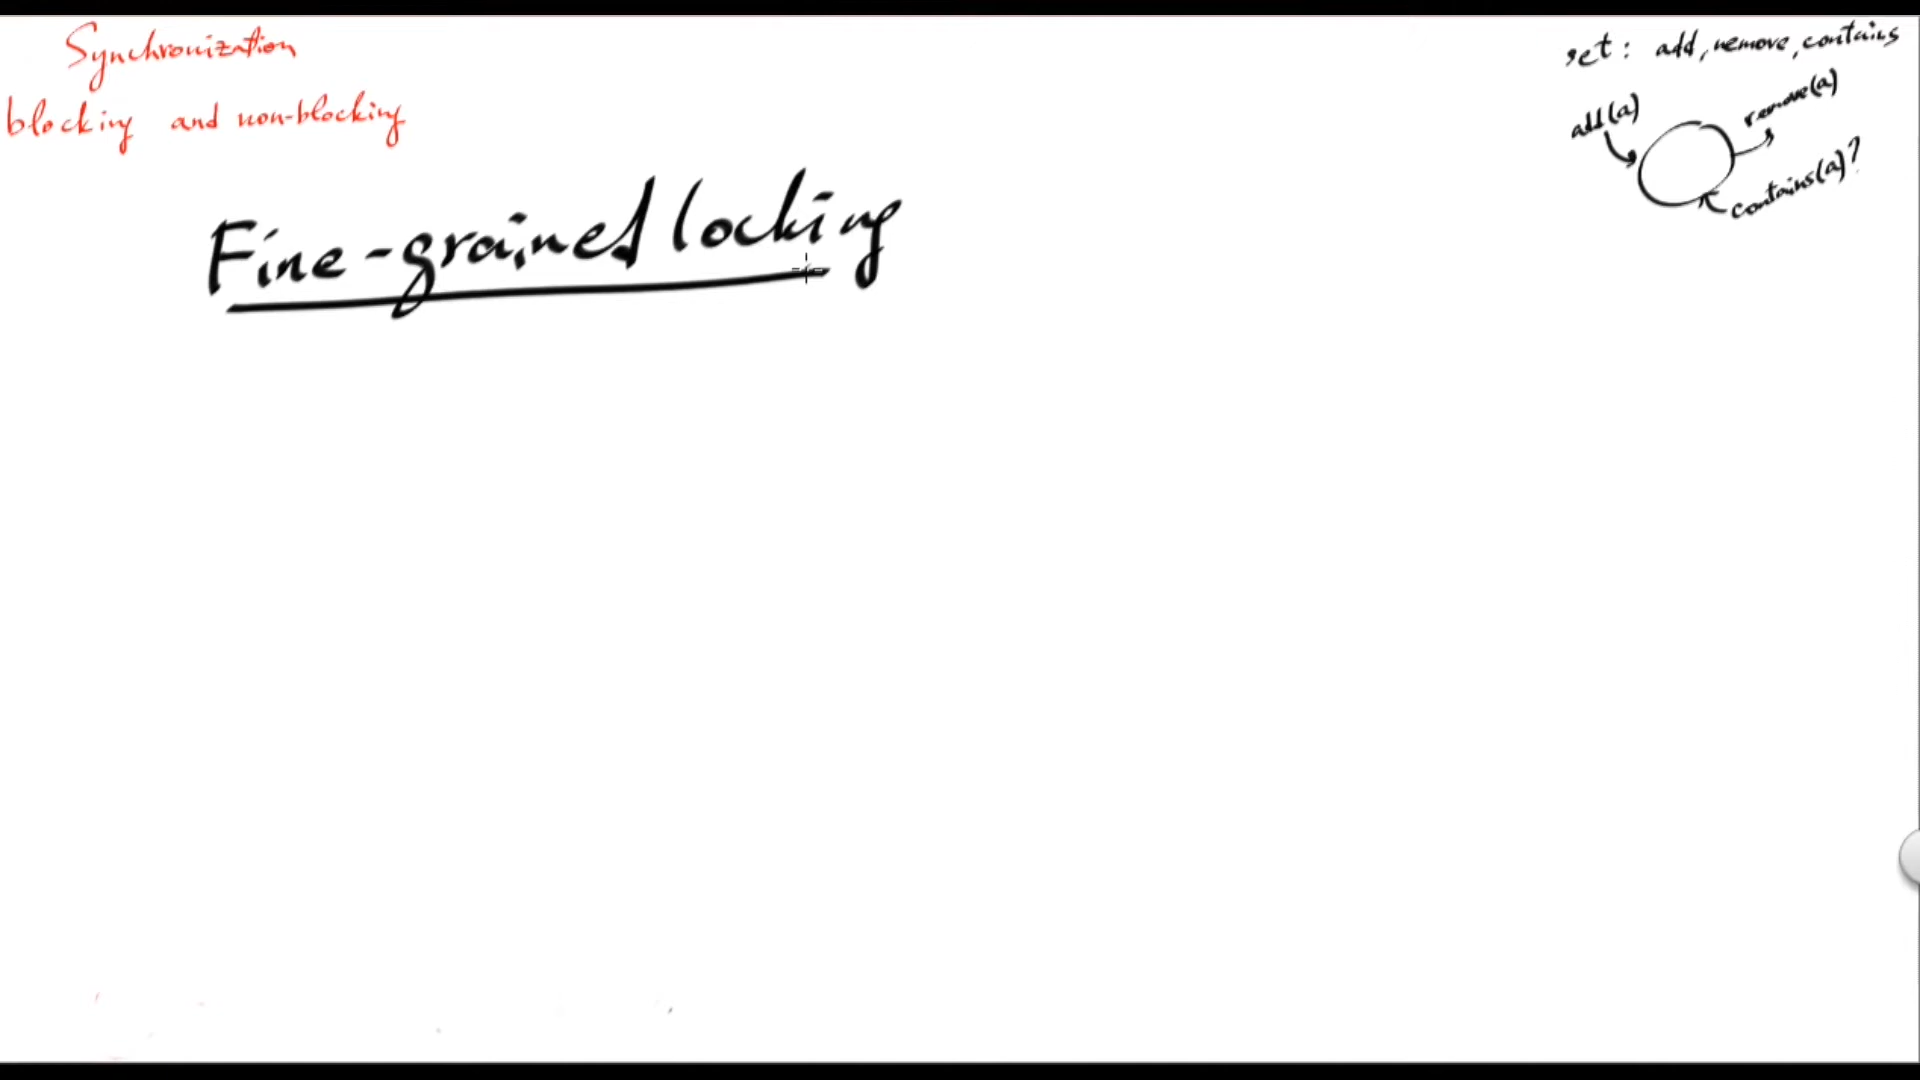 Synchronization
blocking and non-blocking
Fine-grained locking
set: add, remove, contains
add(a)
remove(a)
contains(a)?